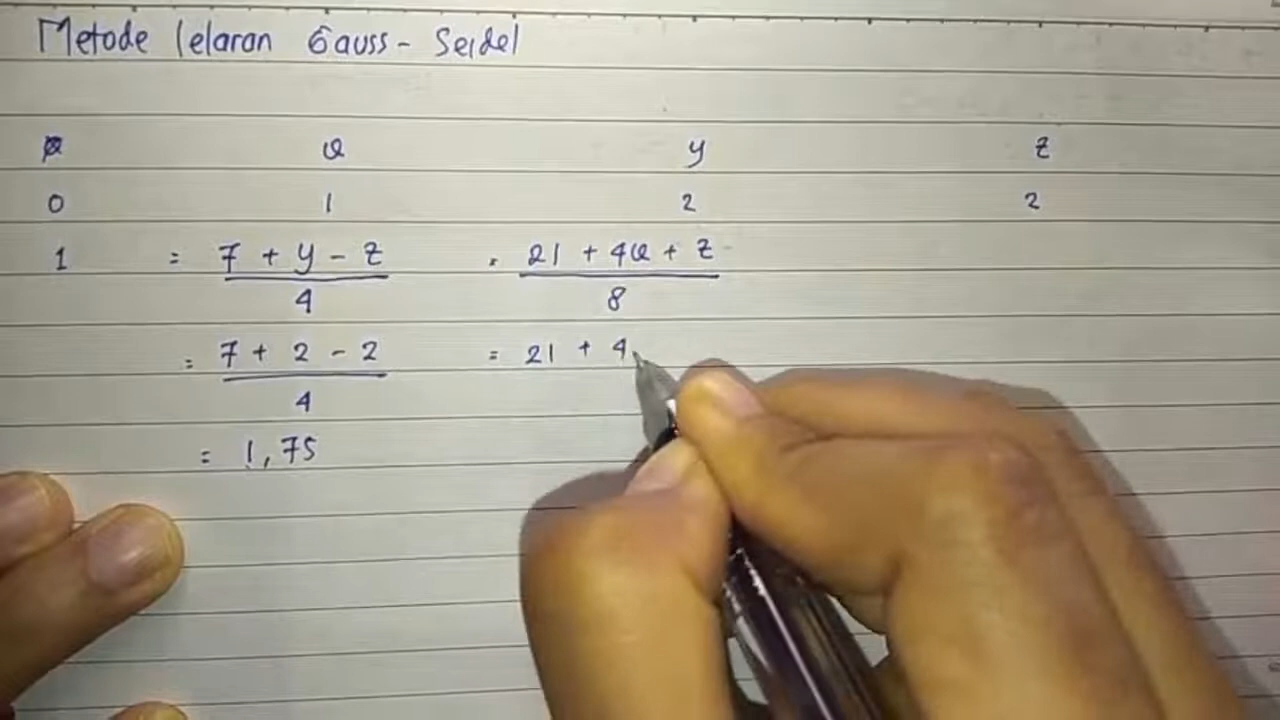 Metode lelaran Gauss - Seidel
x y z
0 1 2 2
1 = 7 + y - z = 21 + 4x + z
4 8
= 7 + 2 - 2 = 21 + 4
4
= 1,75